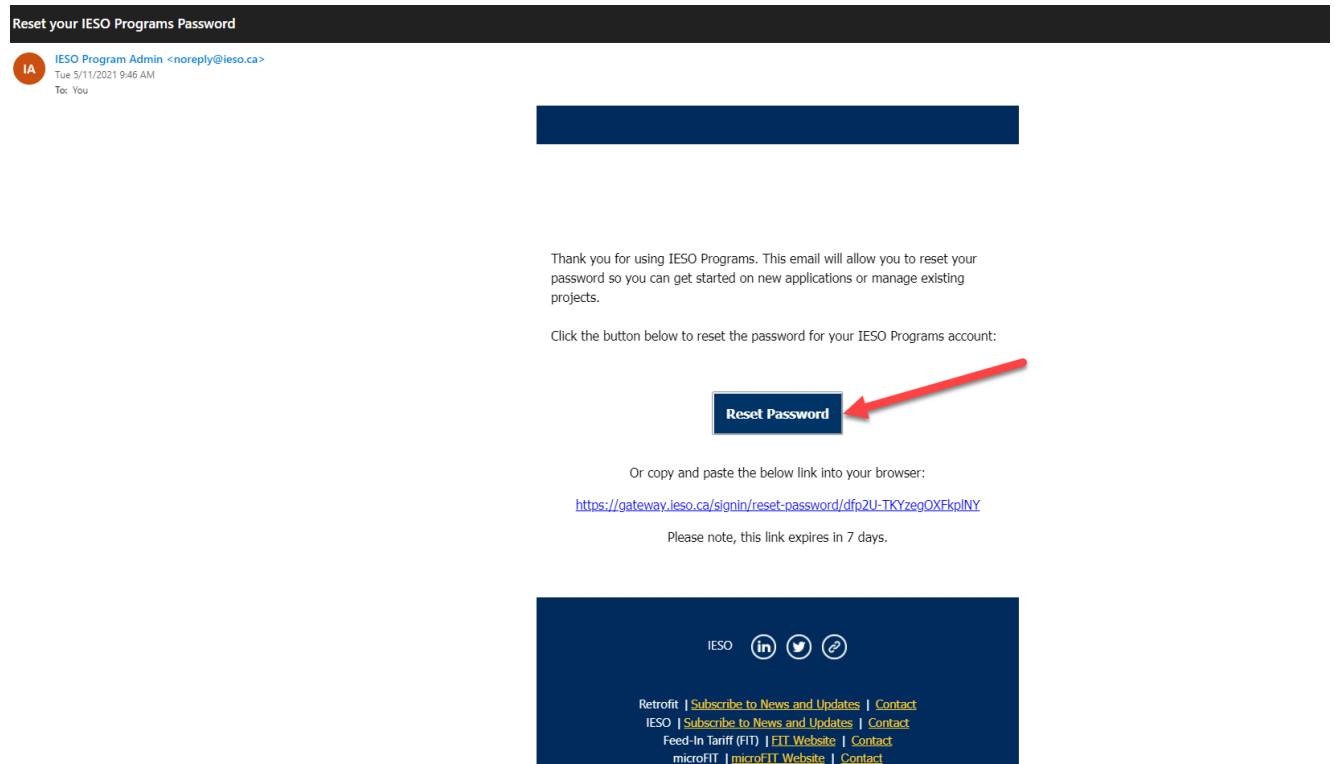 Reset your IESO Programs Password
IA
IESO Program Admin <noreply@ieso.ca>
Tue 5/11/2021 9:46 AM
To: You
Thank you for using IESO Programs. This email will allow you to reset your
password so you can get started on new applications or manage existing
projects.
Click the button below to reset the password for your IESO Programs account:
Reset Password
Or copy and paste the below link into your browser:
https://gateway.ieso.ca/signin/reset-password/dfp2U-TKYzegOXFkplNY
Please note, this link expires in 7 days.
IESO in
Retrofit | Subscribe to News and Updates | Contact
IESO | Subscribe to News and Updates | Contact
Feed-In Tariff (FIT) | FIT Website | Contact
microFIT | microFIT Website | Contact